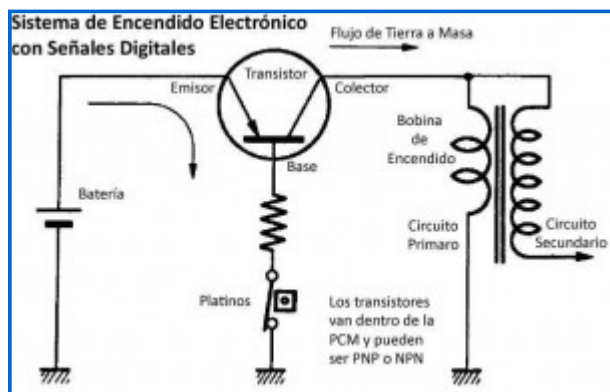 Sistema de Encendido Electrónico
con Señales Digitales
Flujo de Tierra a Masa
Transistor
Emisor
Colector
Base
Bobina
de
Encendido
Batería
Circuito
Primaro
Circuito
Secundario
Platinos
Los transistores
van dentro de la
PCM y pueden
ser PNP o NPN